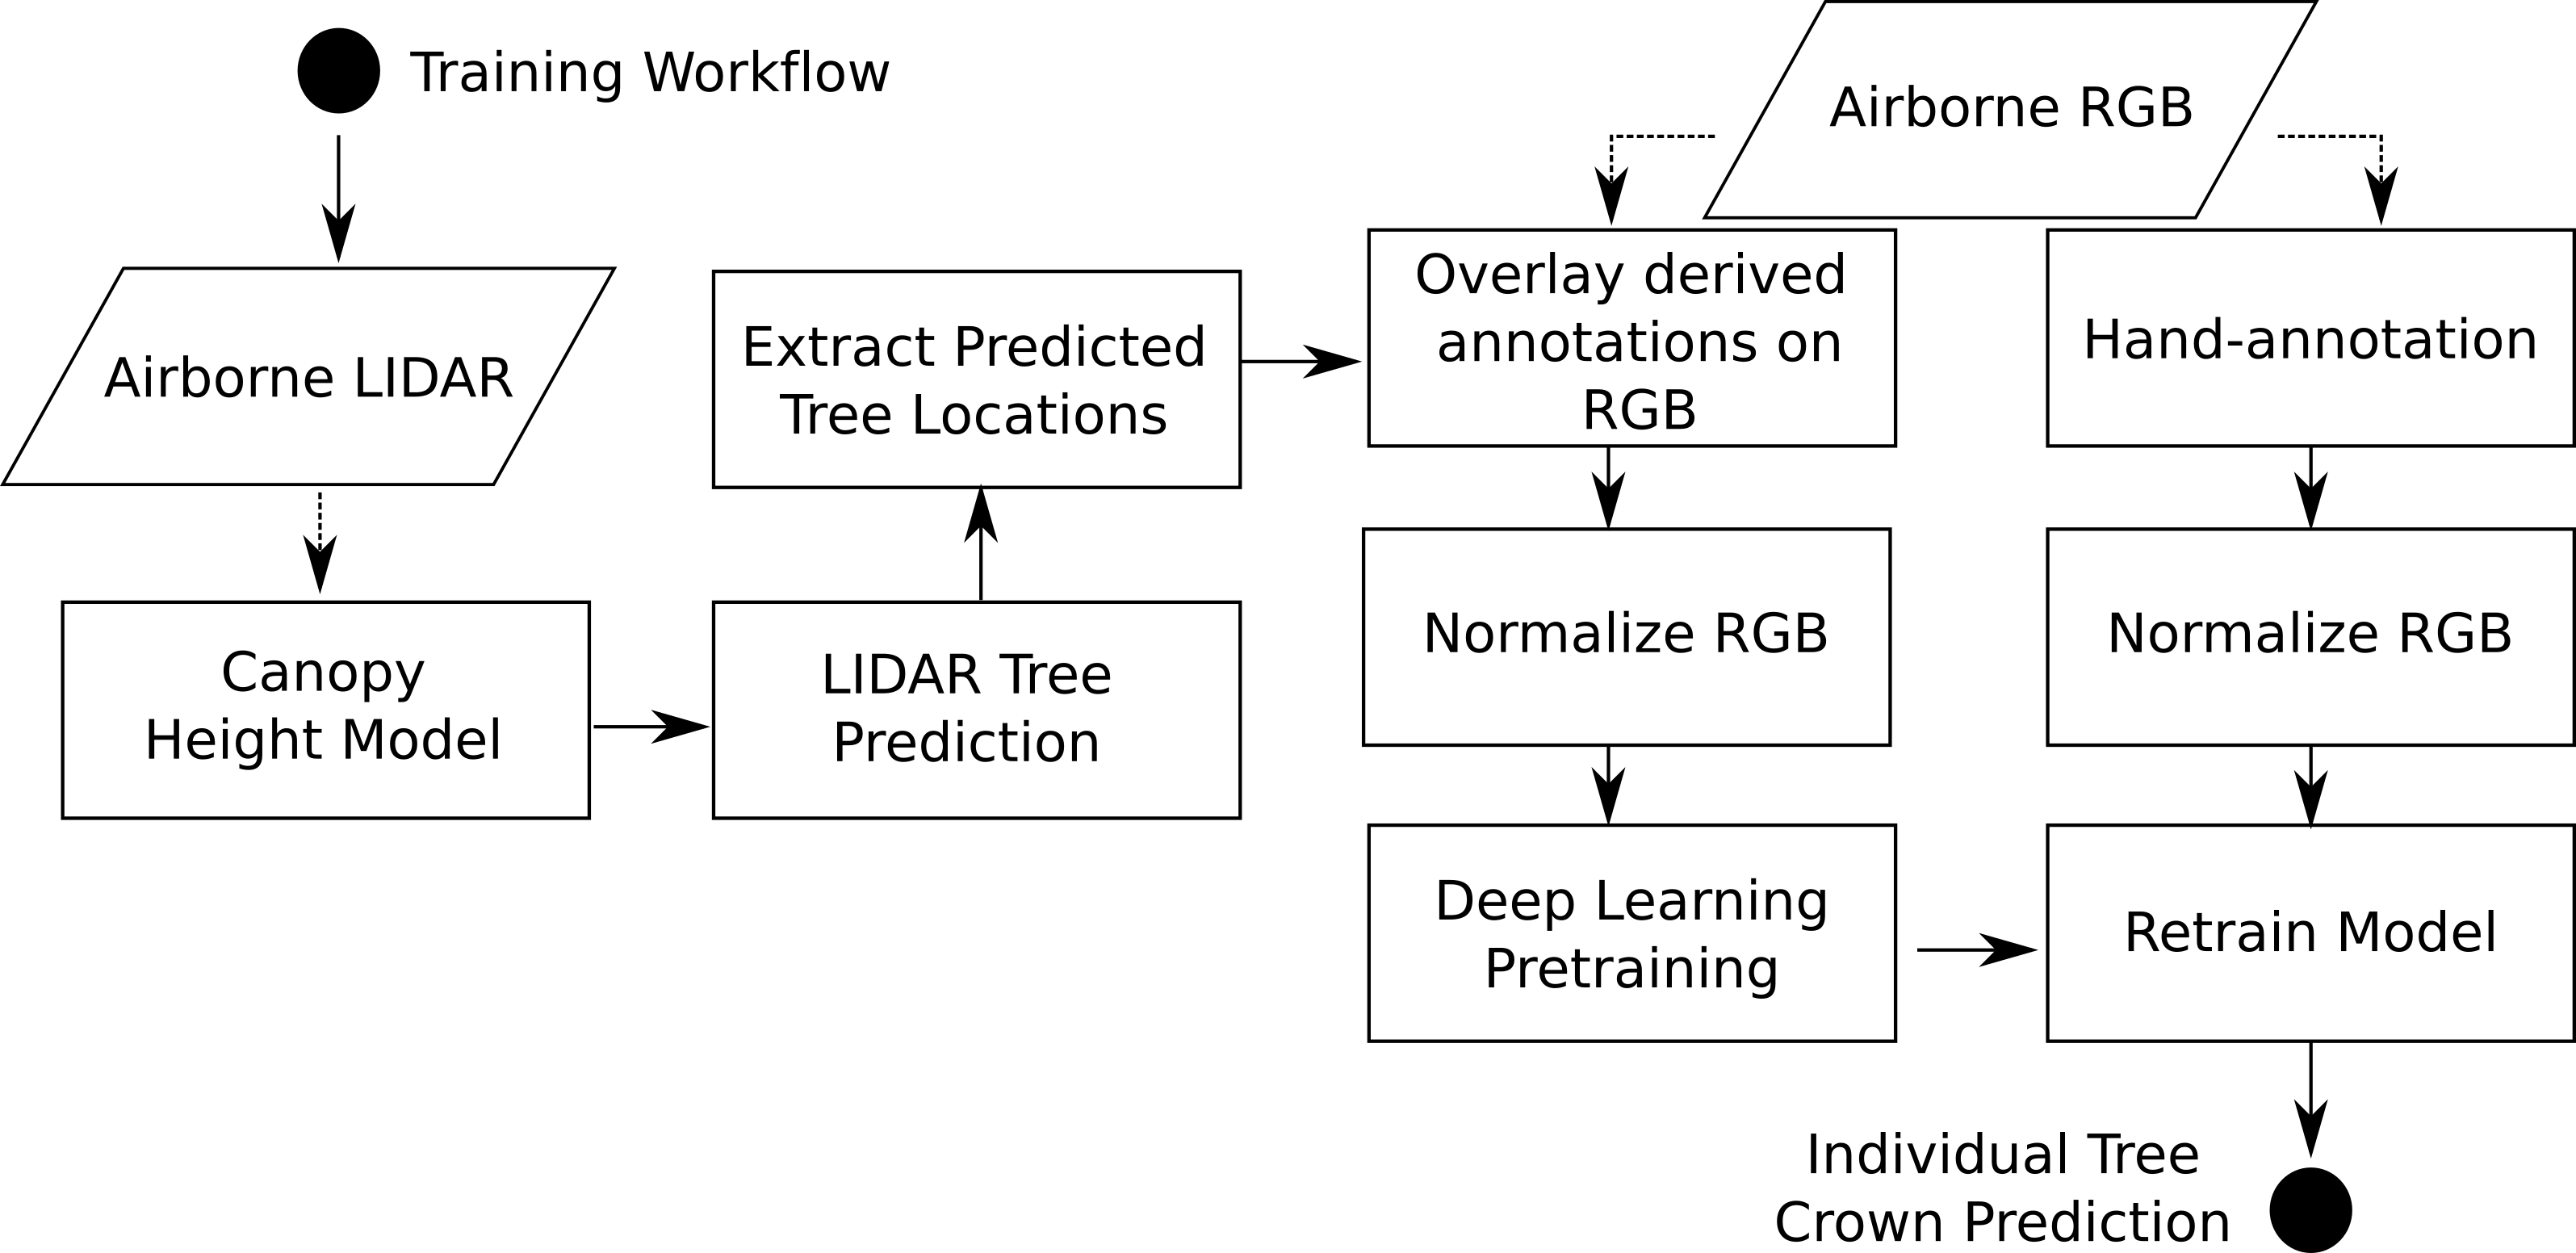 Training Workflow
Airborne LIDAR
Canopy
Height Model
LIDAR Tree
Prediction
Extract Predicted
Tree Locations
Airborne RGB
Overlay derived
annotations on
RGB
Normalize RGB
Deep Learning
Pretraining
Hand-annotation
Normalize RGB
Retrain Model
Individual Tree
Crown Prediction